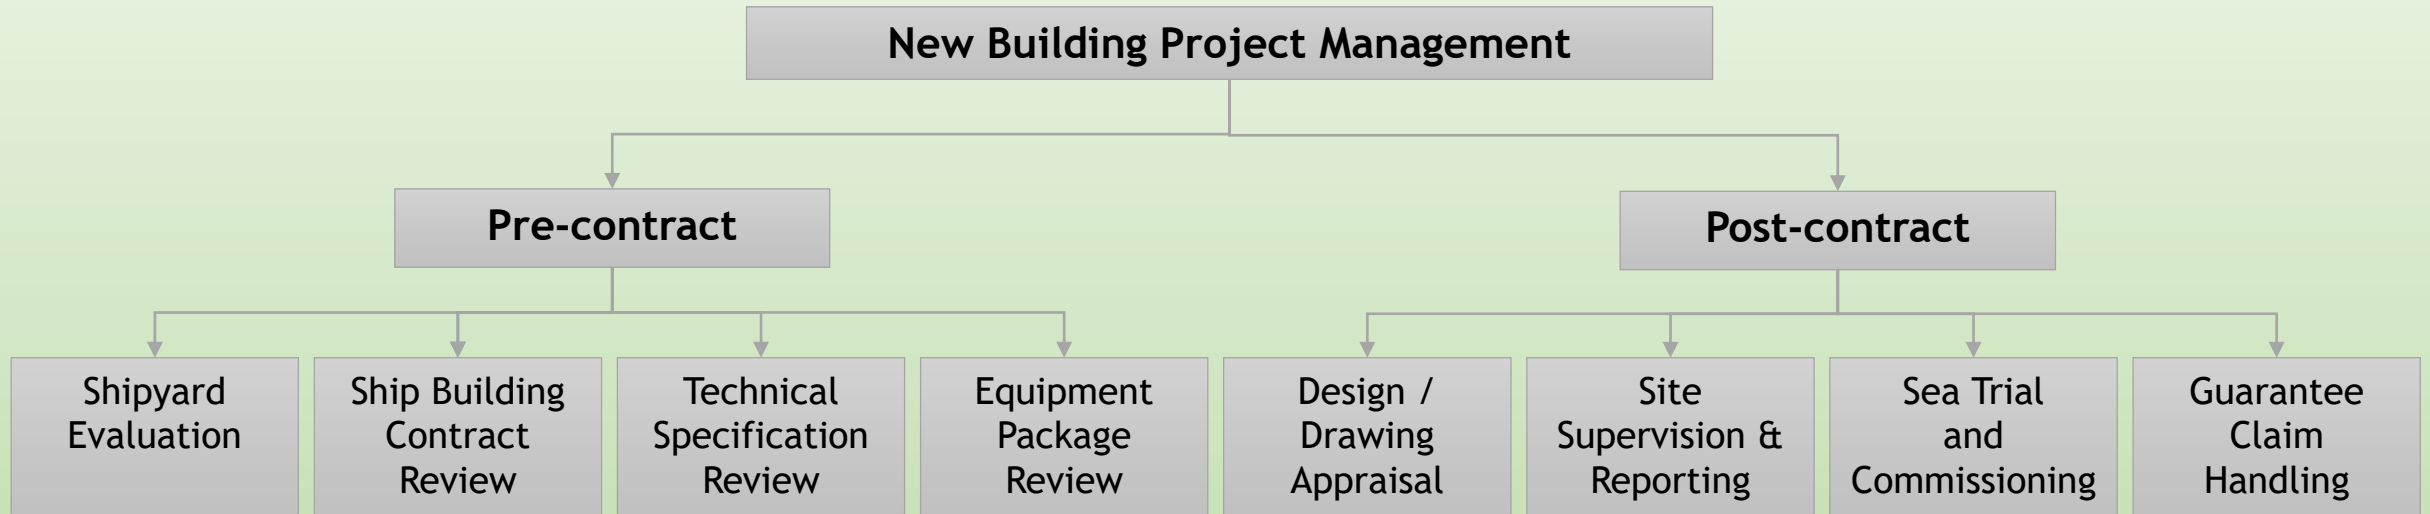 New Building Project Management
Pre-contract
Post-contract
Shipyard
Evaluation
Ship Building
Contract
Review
Technical
Specification
Review
Equipment
Package
Review
Design /
Drawing
Appraisal
Site
Supervision &
Reporting
Sea Trial
and
Commissioning
Guarantee
Claim
Handling